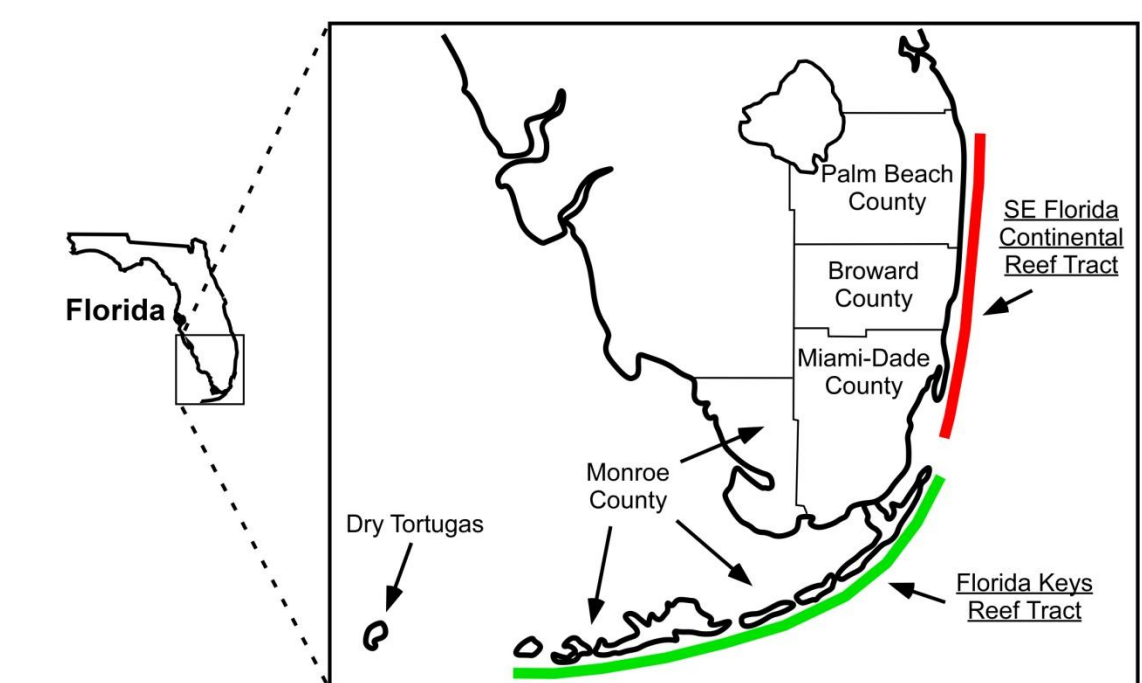 Florida
Palm Beach
County
SE Florida
Continental
Reef Tract
Broward
County
Miami-Dade
County
Monroe
County
Dry Tortugas
Florida Keys
Reef Tract